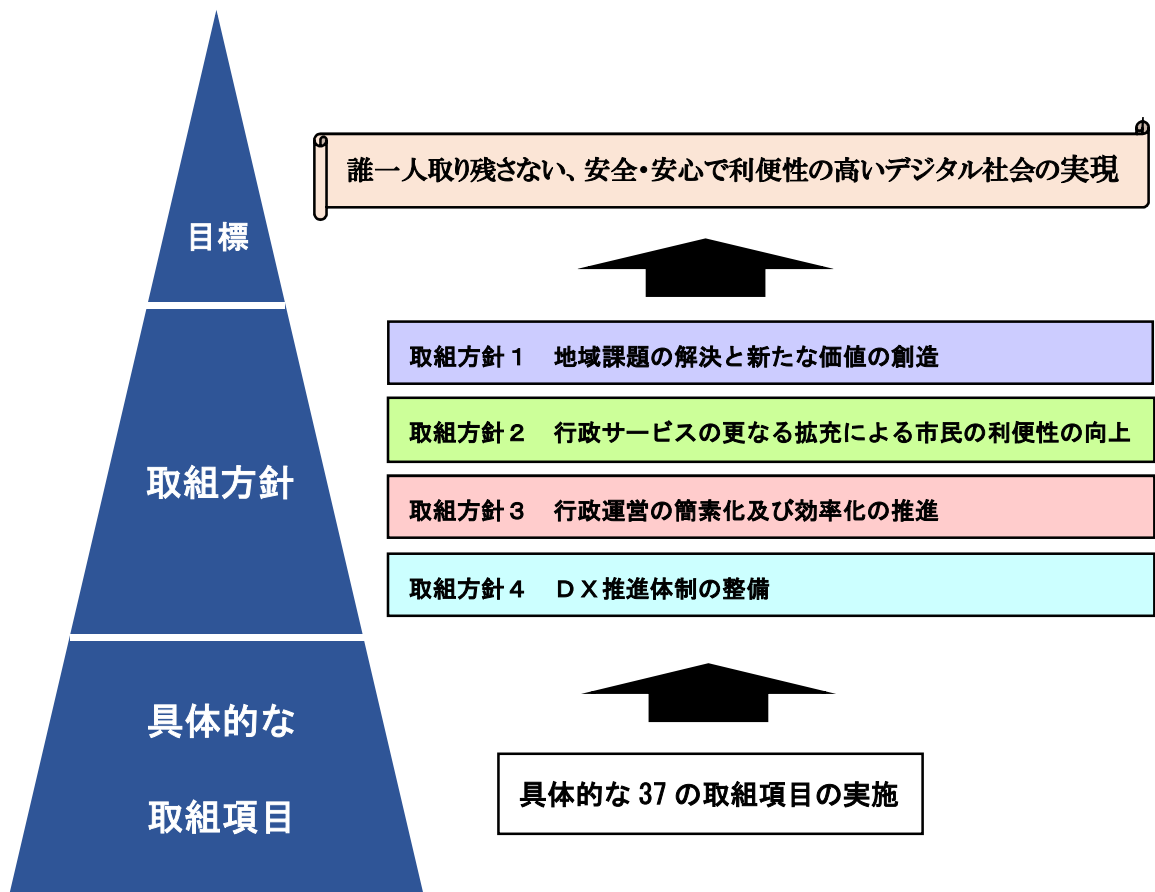 誰一人取り残さない、安全・安心で利便性の高いデジタル社会の実現
目標
取組方針１　地域課題の解決と新たな価値の創造
取組方針２　行政サービスの更なる拡充による市民の利便性の向上
取組方針
取組方針３　行政運営の簡素化及び効率化の推進
取組方針４　ＤＸ推進体制の整備
具体的な
取組項目
具体的な 37 の取組項目の実施